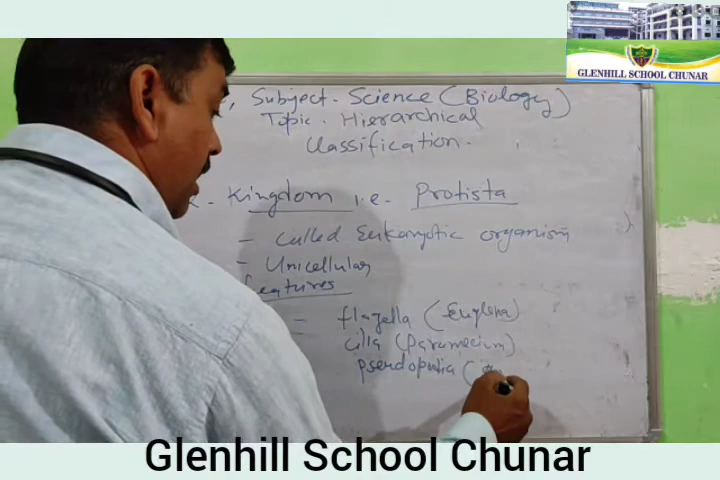 GLENHILL SCHOOL CHUNAR
Subject - Science (Biology)
Topic - Hierarchical
Classification.
Kingdom i.e. Protista
- Called Eukaryotic organism
- Unicellular
features
= flagella (Euglena)
cilia (Paramecium)
pseudopodia (
Glenhill School Chunar